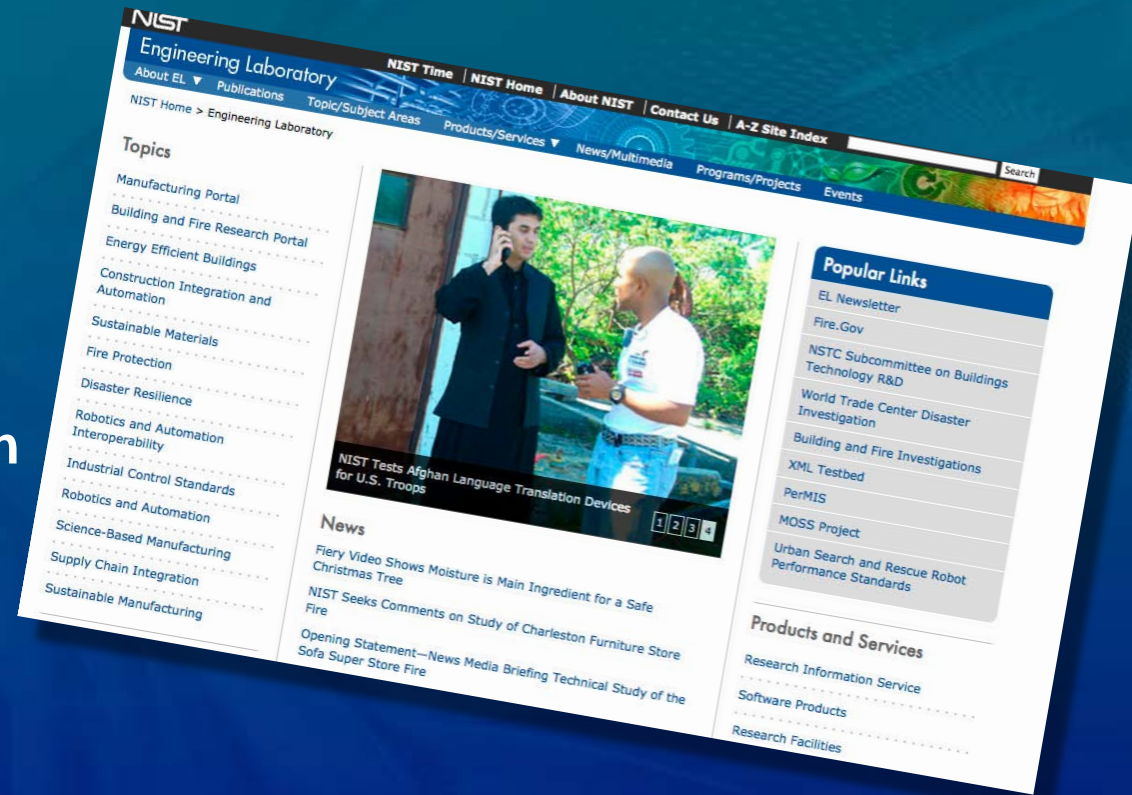 NIST
Engineering Laboratory
NIST Time | NIST Home | About NIST | Contact Us | A-Z Site Index
Search
About EL ▼ Publications Topic/Subject Areas Products/Services ▼ News/Multimedia Programs/Projects Events
NIST Home > Engineering Laboratory
Topics
Manufacturing Portal
Building and Fire Research Portal
Energy Efficient Buildings
Construction Integration and
Automation
Sustainable Materials
Fire Protection
Disaster Resilience
Robotics and Automation
Interoperability
Industrial Control Standards
Robotics and Automation
Science-Based Manufacturing
Supply Chain Integration
Sustainable Manufacturing
n
NIST Tests Afghan Language Translation Devices
for U.S. Troops
1 2 3 4
News
Fiery Video Shows Moisture is Main Ingredient for a Safe
Christmas Tree
NIST Seeks Comments on Study of Charleston Furniture Store
Fire
Opening Statement—News Media Briefing Technical Study of the
Sofa Super Store Fire
Popular Links
EL Newsletter
Fire.Gov
NSTC Subcommittee on Buildings
Technology R&D
World Trade Center Disaster
Investigation
Building and Fire Investigations
XML Testbed
PerMIS
MOSS Project
Urban Search and Rescue Robot
Performance Standards
Products and Services
Research Information Service
Software Products
Research Facilities